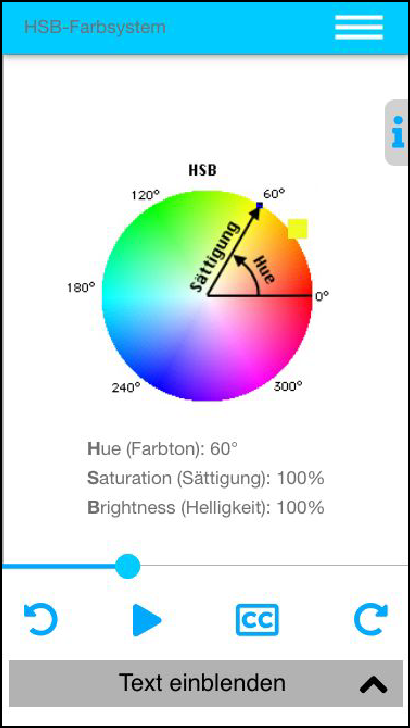 HSB-Farbsystem
HSB
120°
60°
Sättigung
Hue
180°
0°
240°
300°
Hue (Farbton): 60°
Saturation (Sättigung): 100%
Brightness (Helligkeit): 100%
CC
Text einblenden